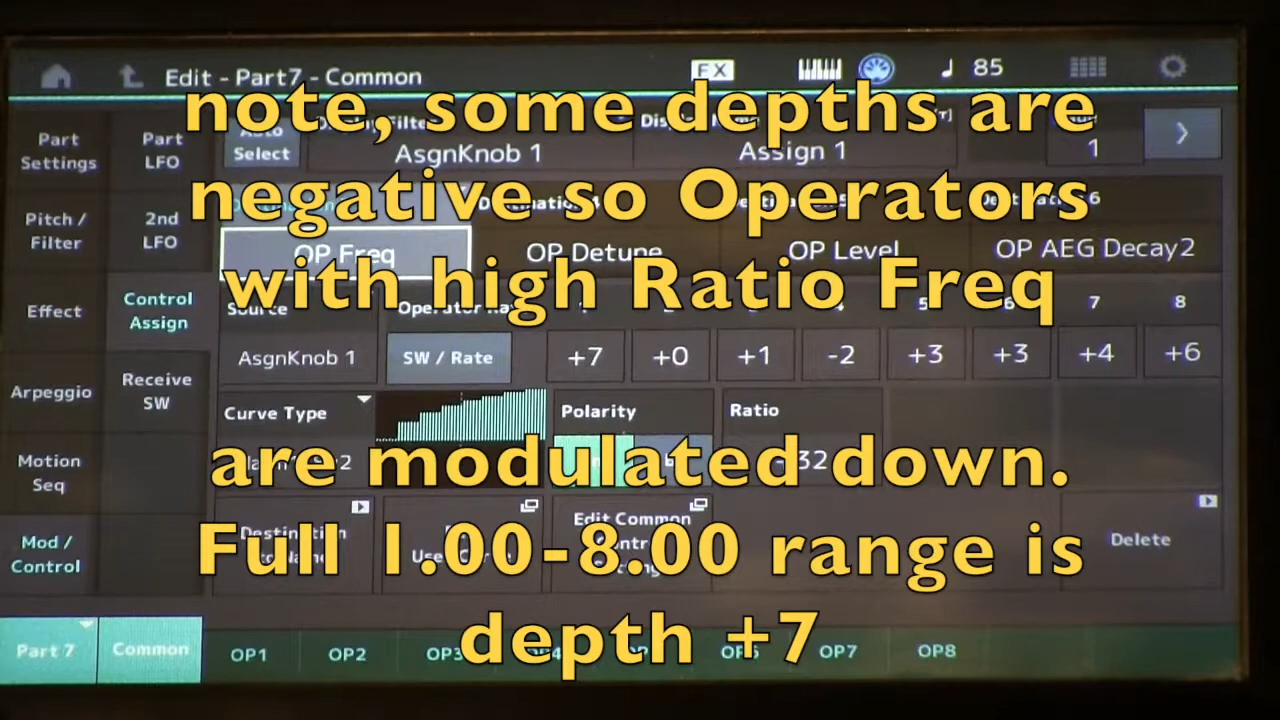 Edit - Part7 - Common
FX
♩ 85
note, some depths are
negative so Operators
with high Ratio Freq
are modulated down.
Full 1.00-8.00 range is
depth +7
Part
Settings
Pitch /
Filter
Effect
Arpeggio
Motion
Seq
Mod /
Control
Part
LFO
2nd
LFO
Control
Assign
Receive
SW
Auto
Select
AsgnKnob 1
Assign 1
1
OP Freq
OP Detune
OP Level
OP AEG Decay2
Source
7
8
AsgnKnob 1
SW / Rate
+7
+0
+1
-2
+3
+3
+4
+6
Curve Type
Polarity
Ratio
Edit Common
Delete
Part 7
Common
OP1
OP2
OP7
OP8